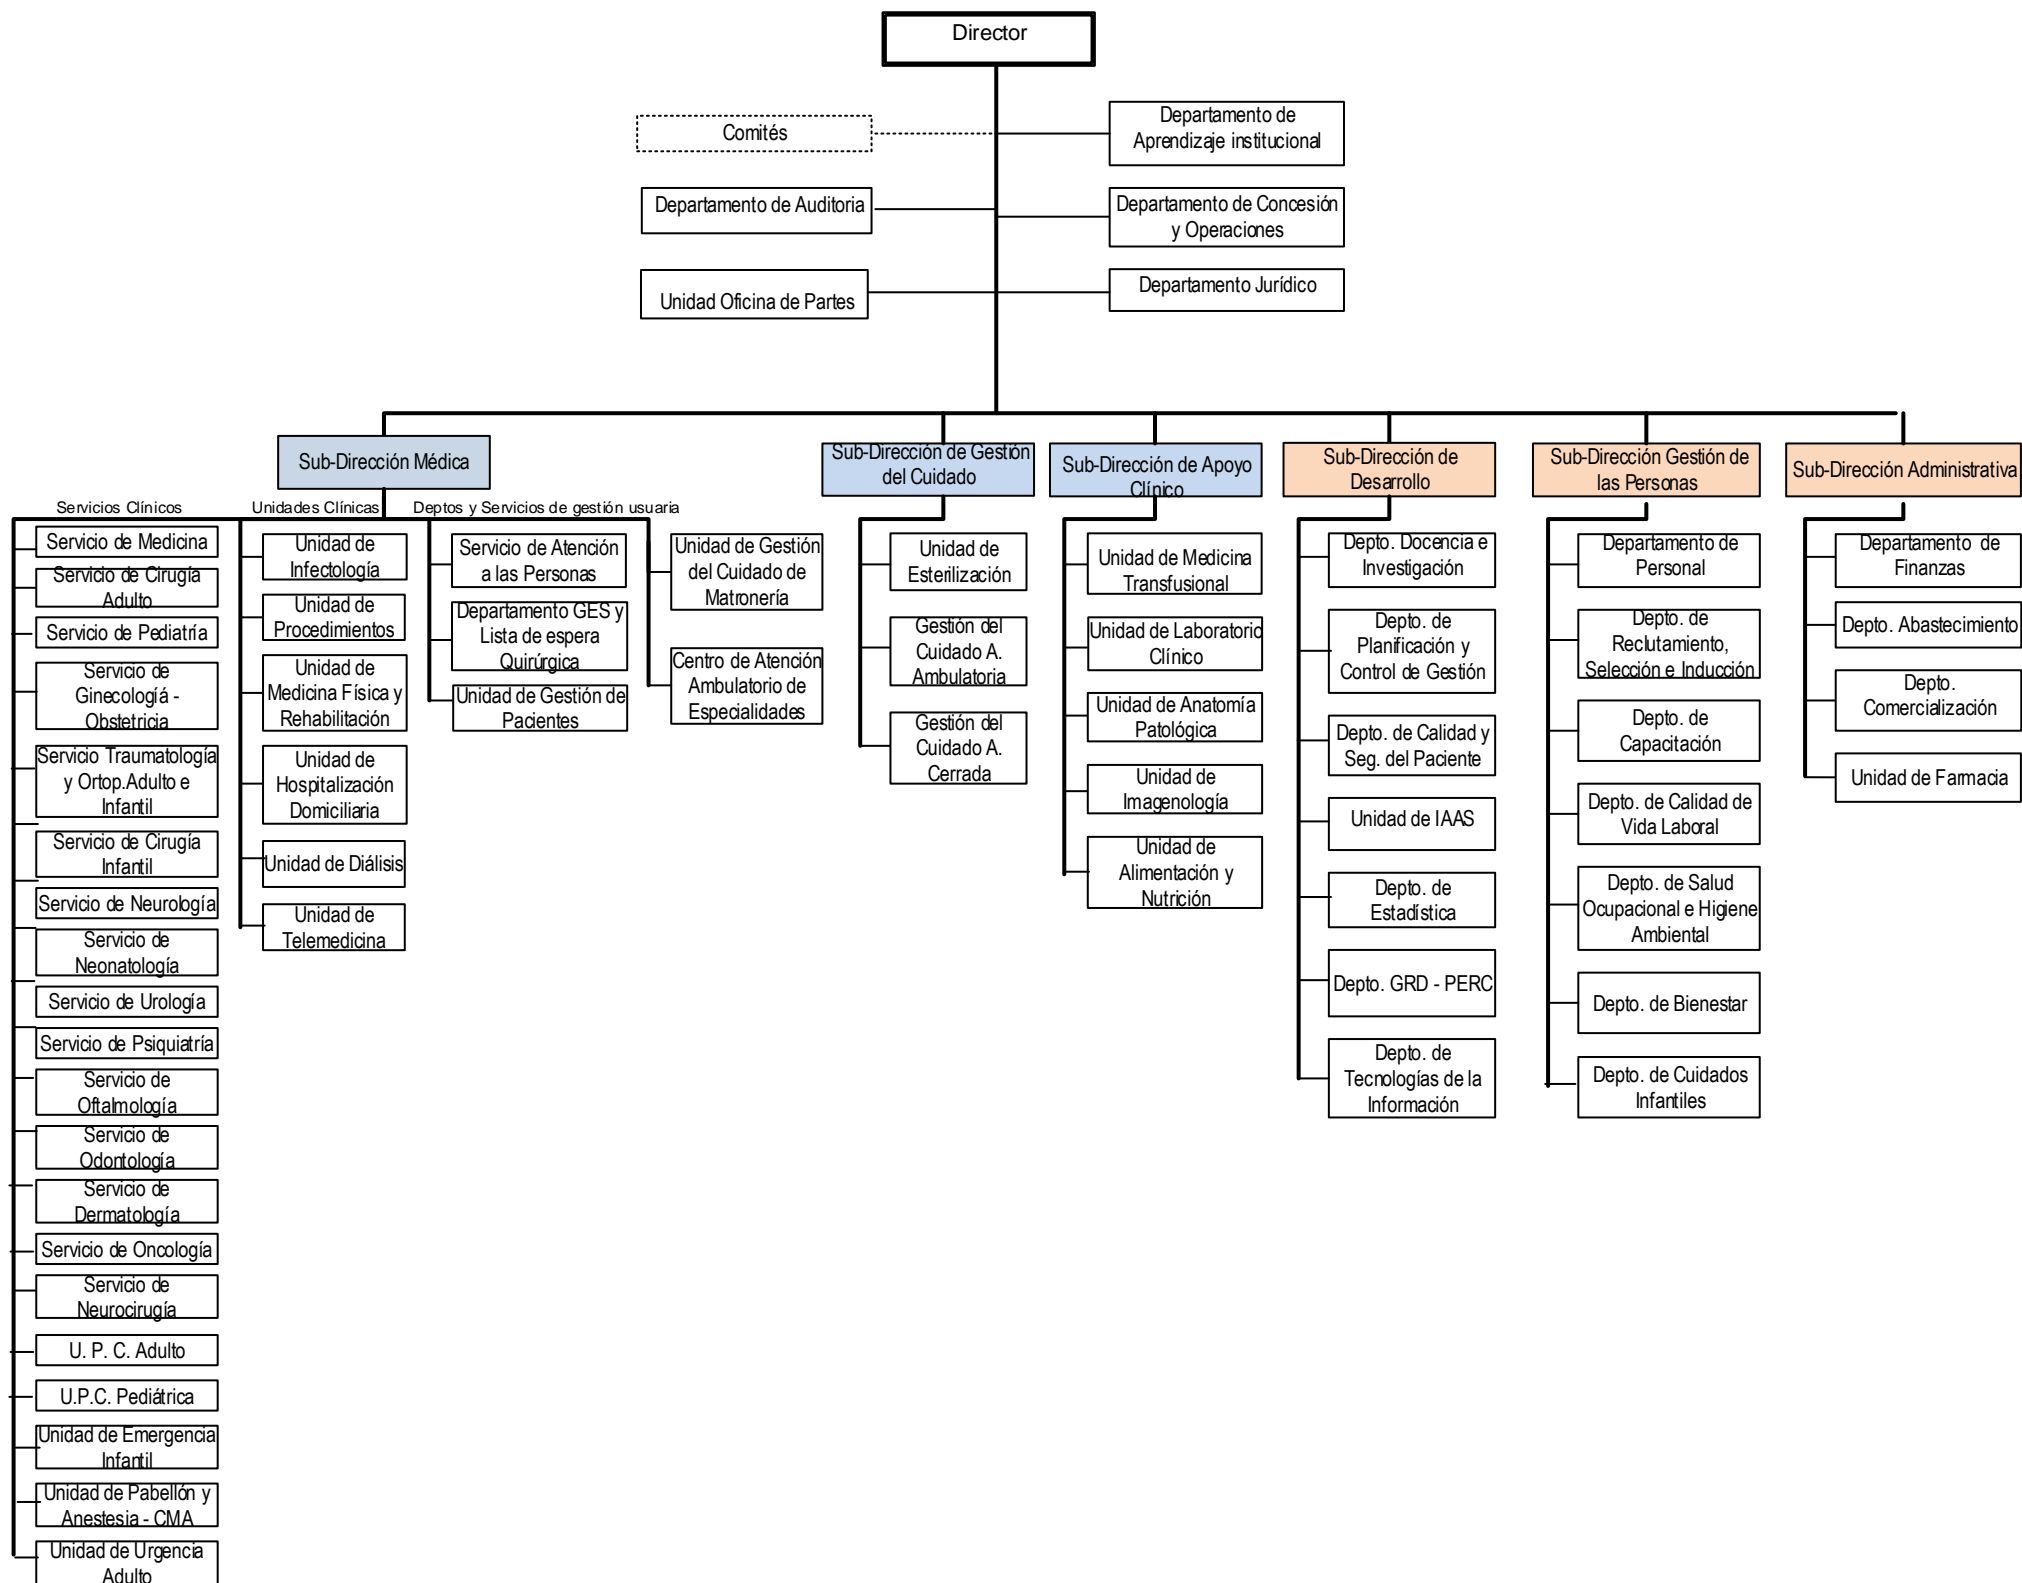 Director
Comités
Departamento de
Aprendizaje institucional
Departamento de Auditoria
Departamento de Concesión
y Operaciones
Unidad Oficina de Partes
Departamento Jurídico
Sub-Dirección Médica
Servicios Clínicos
Servicio de Medicina
Servicio de Cirugía
Adulto
Servicio de Pediatría
Servicio de
Ginecologíá -
Obstetricia
Servicio Traumatología
y Ortop.Adulto e
Infantil
Servicio de Cirugía
Infantil
Servicio de Neurología
Servicio de
Neonatología
Servicio de Urología
Servicio de Psiquiatría
Servicio de
Oftalmología
Servicio de
Odontología
Servicio de
Dermatología
Servicio de Oncología
Servicio de
Neurocirugía
U. P. C. Adulto
U.P.C. Pediátrica
Unidad de Emergencia
Infantil
Unidad de Pabellón y
Anestesia - CMA
Unidad de Urgencia
Adulto
Unidades Clínicas
Unidad de
Infectología
Unidad de
Procedimientos
Unidad de
Medicina Física y
Rehabilitación
Unidad de
Hospitalización
Domiciliaria
Unidad de Diálisis
Unidad de
Telemedicina
Deptos y Servicios de gestión usuaria
Servicio de Atención
a las Personas
Departamento GES y
Lista de espera
Quirúrgica
Unidad de Gestión de
Pacientes
Unidad de Gestión
del Cuidado de
Matronería
Centro de Atención
Ambulatorio de
Especialidades
Sub-Dirección de Gestión
del Cuidado
Unidad de
Esterilización
Gestión del
Cuidado A.
Ambulatoria
Gestión del
Cuidado A.
Cerrada
Sub-Dirección de Apoyo
Clínico
Unidad de Medicina
Transfusional
Unidad de Laboratorio
Clínico
Unidad de Anatomía
Patológica
Unidad de
Imagenología
Unidad de
Alimentación y
Nutrición
Sub-Dirección de
Desarrollo
Depto. Docencia e
Investigación
Depto. de
Planificación y
Control de Gestión
Depto. de Calidad y
Seg. del Paciente
Unidad de IAAS
Depto. de
Estadística
Depto. GRD - PERC
Depto. de
Tecnologías de la
Información
Sub-Dirección Gestión de
las Personas
Departamento de
Personal
Depto. de
Reclutamiento,
Selección e Inducción
Depto. de
Capacitación
Depto. de Calidad de
Vida Laboral
Depto. de Salud
Ocupacional e Higiene
Ambiental
Depto. de Bienestar
Depto. de Cuidados
Infantiles
Sub-Dirección Administrativa
Departamento de
Finanzas
Depto. Abastecimiento
Depto.
Comercialización
Unidad de Farmacia